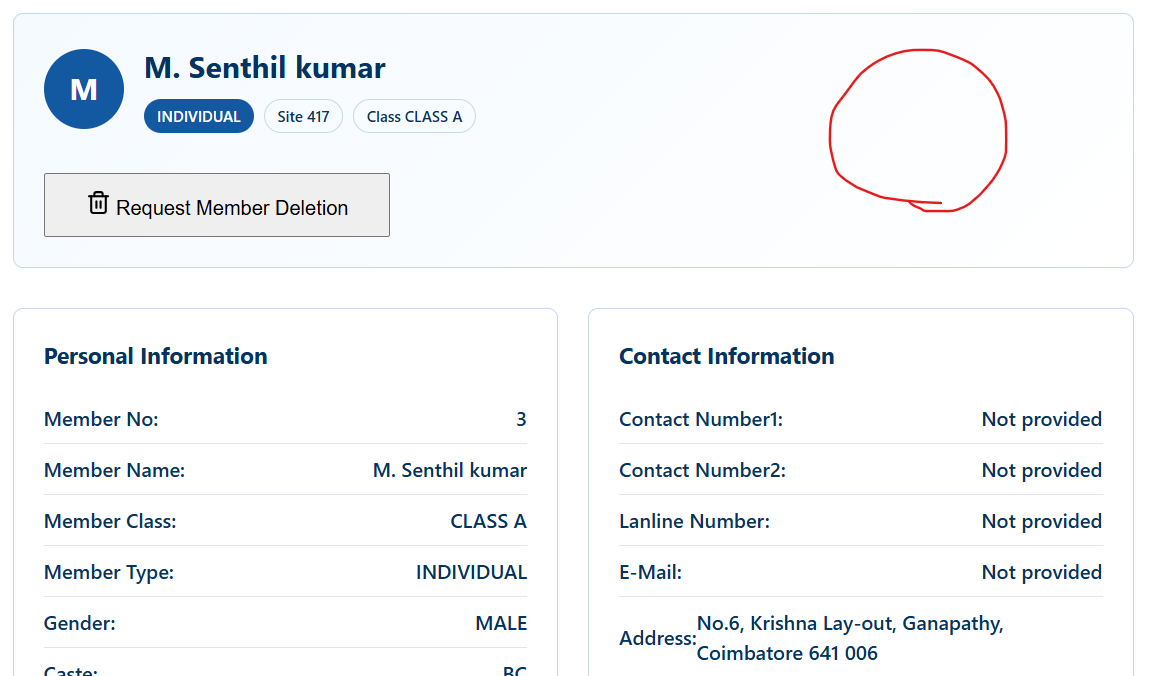 M
M. Senthil kumar
INDIVIDUAL
Site 417
Class CLASS A
Request Member Deletion
Personal Information
Member No: 3
Member Name: M. Senthil kumar
Member Class: CLASS A
Member Type: INDIVIDUAL
Gender: MALE
Caste: BC
Contact Information
Contact Number1: Not provided
Contact Number2: Not provided
Lanline Number: Not provided
E-Mail: Not provided
Address: No.6, Krishna Lay-out, Ganapathy,
Coimbatore 641 006